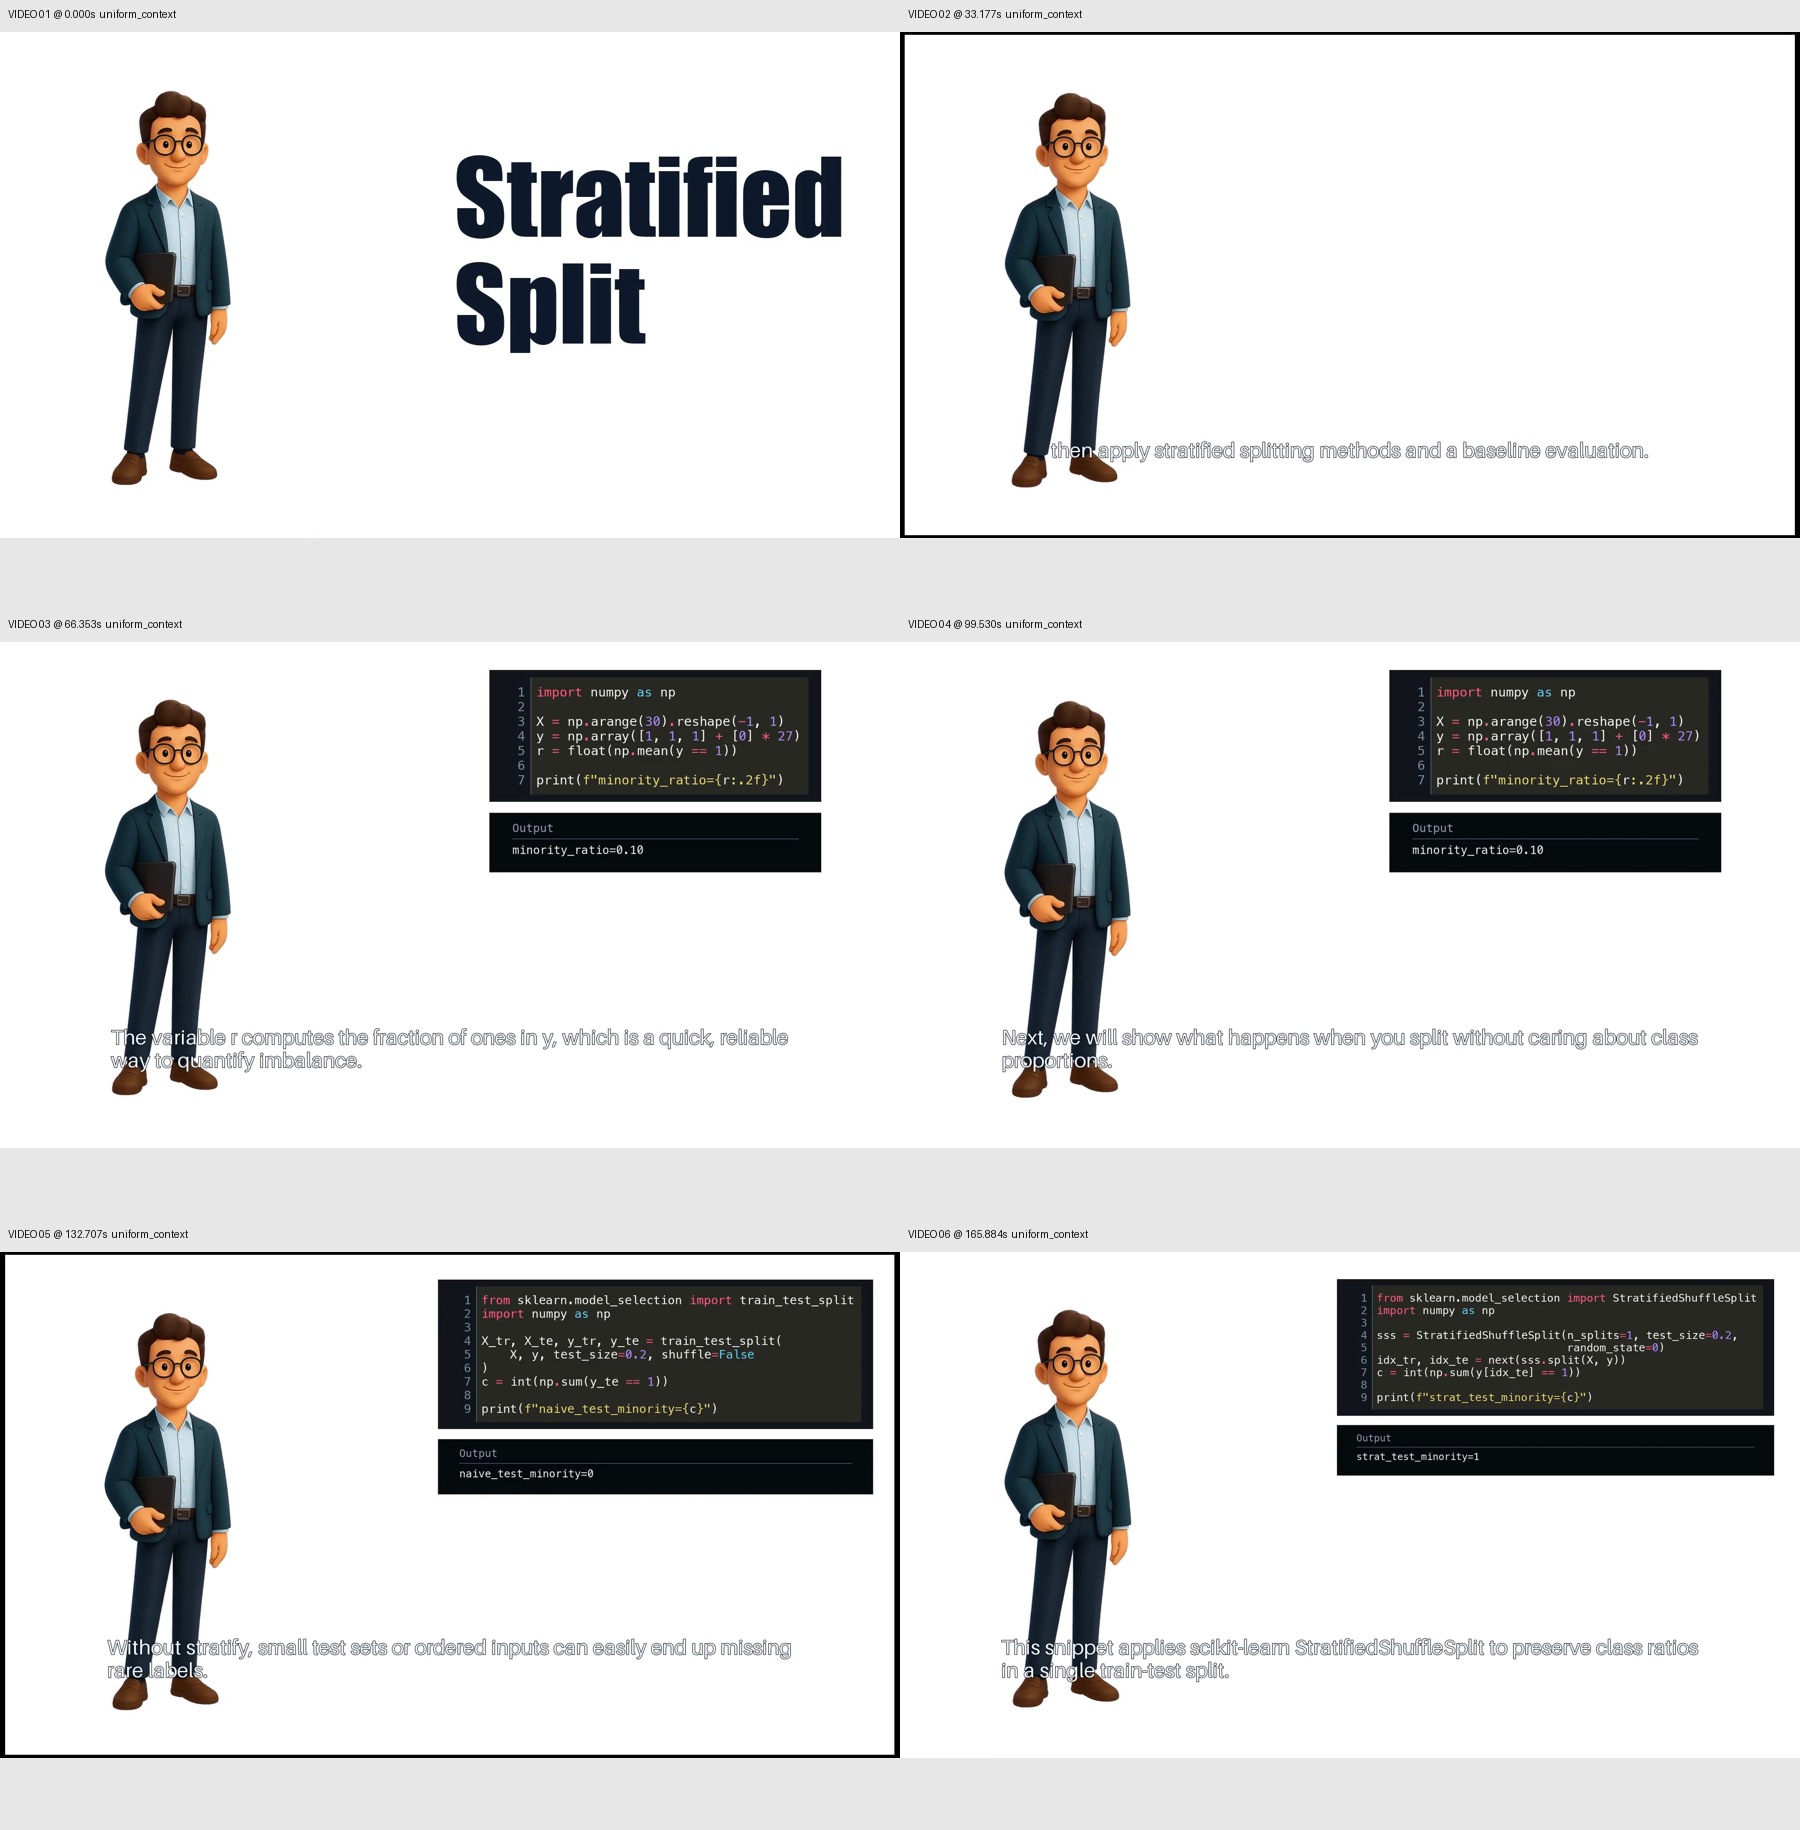 VIDEO01 @ 0.000s uniform_context
Stratified
Split
VIDEO02 @ 33.177s uniform_context
then apply stratified splitting methods and a baseline evaluation.
VIDEO03 @ 66.353s uniform_context
1 import numpy as np
2
3 X = np.arange(30).reshape(-1, 1)
4 y = np.array([1, 1, 1] + [0] * 27)
5 r = float(np.mean(y == 1))
6
7 print(f"minority_ratio={r:.2f}")
Output
minority_ratio=0.10
The variable r computes the fraction of ones in y, which is a quick, reliable
way to quantify imbalance.
VIDEO04 @ 99.530s uniform_context
1 import numpy as np
2
3 X = np.arange(30).reshape(-1, 1)
4 y = np.array([1, 1, 1] + [0] * 27)
5 r = float(np.mean(y == 1))
6
7 print(f"minority_ratio={r:.2f}")
Output
minority_ratio=0.10
Next, we will show what happens when you split without caring about class
proportions.
VIDEO05 @ 132.707s uniform_context
1 from sklearn.model_selection import train_test_split
2 import numpy as np
3
4 X_tr, X_te, y_tr, y_te = train_test_split(
5     X, y, test_size=0.2, shuffle=False
6 )
7 c = int(np.sum(y_te == 1))
8
9 print(f"naive_test_minority={c}")
Output
naive_test_minority=0
Without stratify, small test sets or ordered inputs can easily end up missing
rare labels.
VIDEO06 @ 165.884s uniform_context
1 from sklearn.model_selection import StratifiedShuffleSplit
2 import numpy as np
3
4 sss = StratifiedShuffleSplit(n_splits=1, test_size=0.2,
5                              random_state=0)
6 idx_tr, idx_te = next(sss.split(X, y))
7 c = int(np.sum(y[idx_te] == 1))
8
9 print(f"strat_test_minority={c}")
Output
strat_test_minority=1
This snippet applies scikit-learn StratifiedShuffleSplit to preserve class ratios
in a single train-test split.